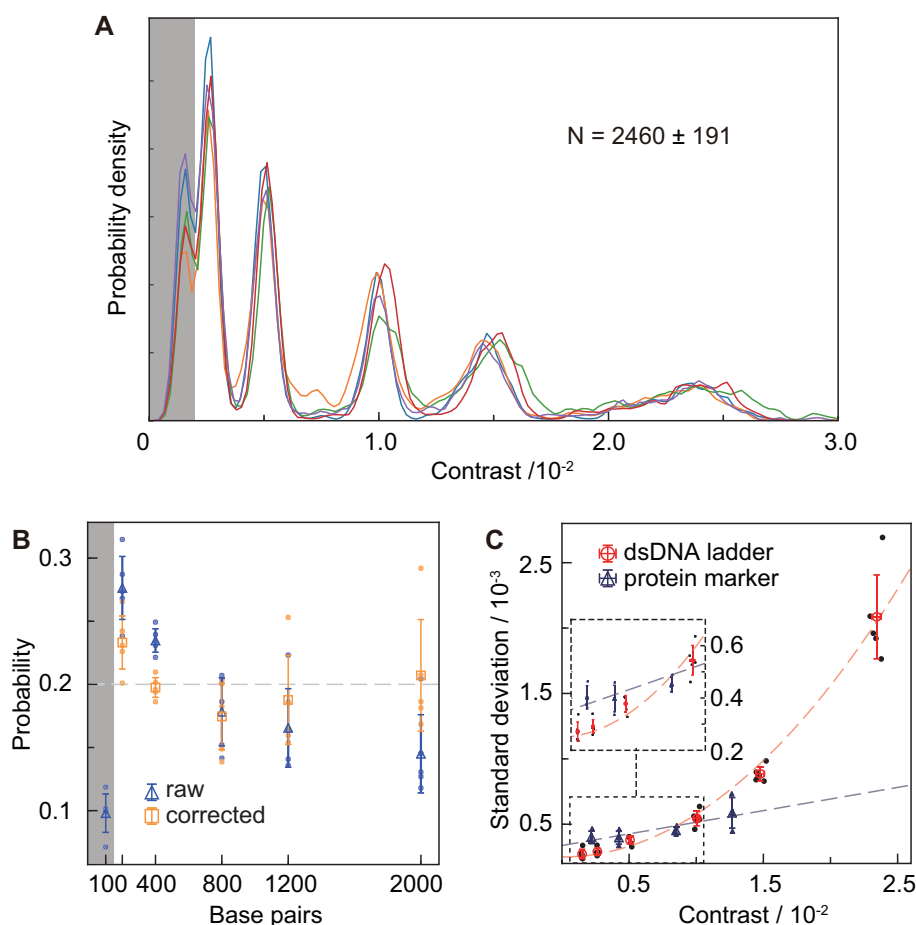 A
Probability density
N = 2460 ± 191
0
1.0
2.0
3.0
Contrast /10⁻²
B
Probability
0.3
0.2
0.1
raw
corrected
100
400
800
1200
2000
Base pairs
C
Standard deviation / 10⁻³
dsDNA ladder
protein marker
2.5
1.5
0.5
0.6
0.4
0.2
0.5
1.5
2.5
Contrast / 10⁻²